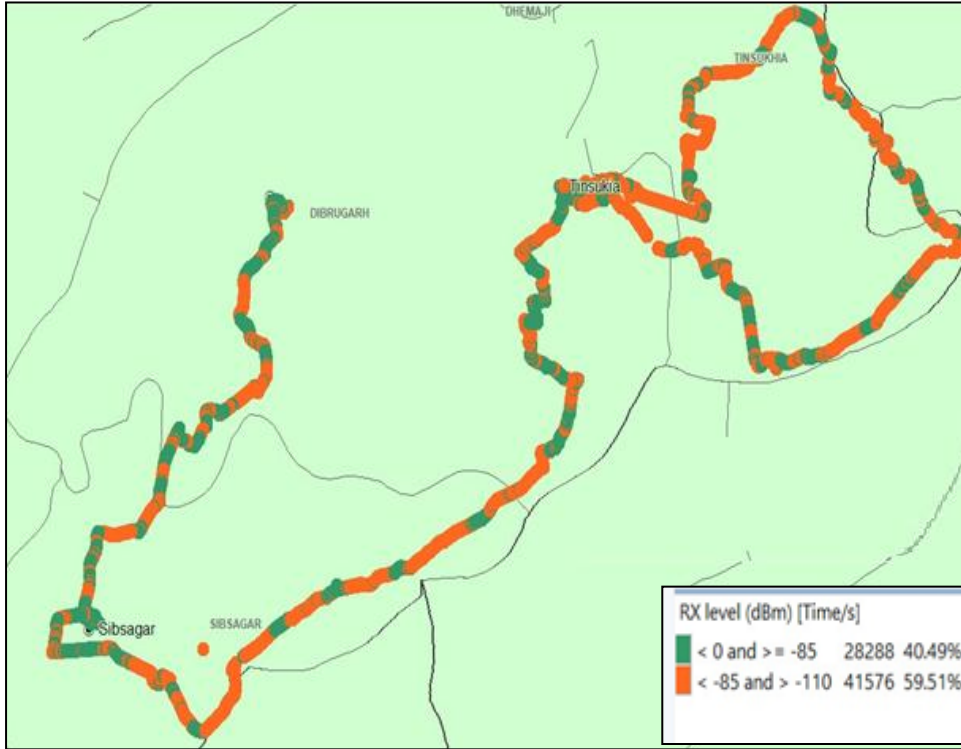 DHEMAJI
TINSUKHIA
Tinsukia
DIBRUGARH
Sibsagar
SIBSAGAR
RX level (dBm) [Time/s]
< 0 and >= -85 28288 40.49%
< -85 and > -110 41576 59.51%